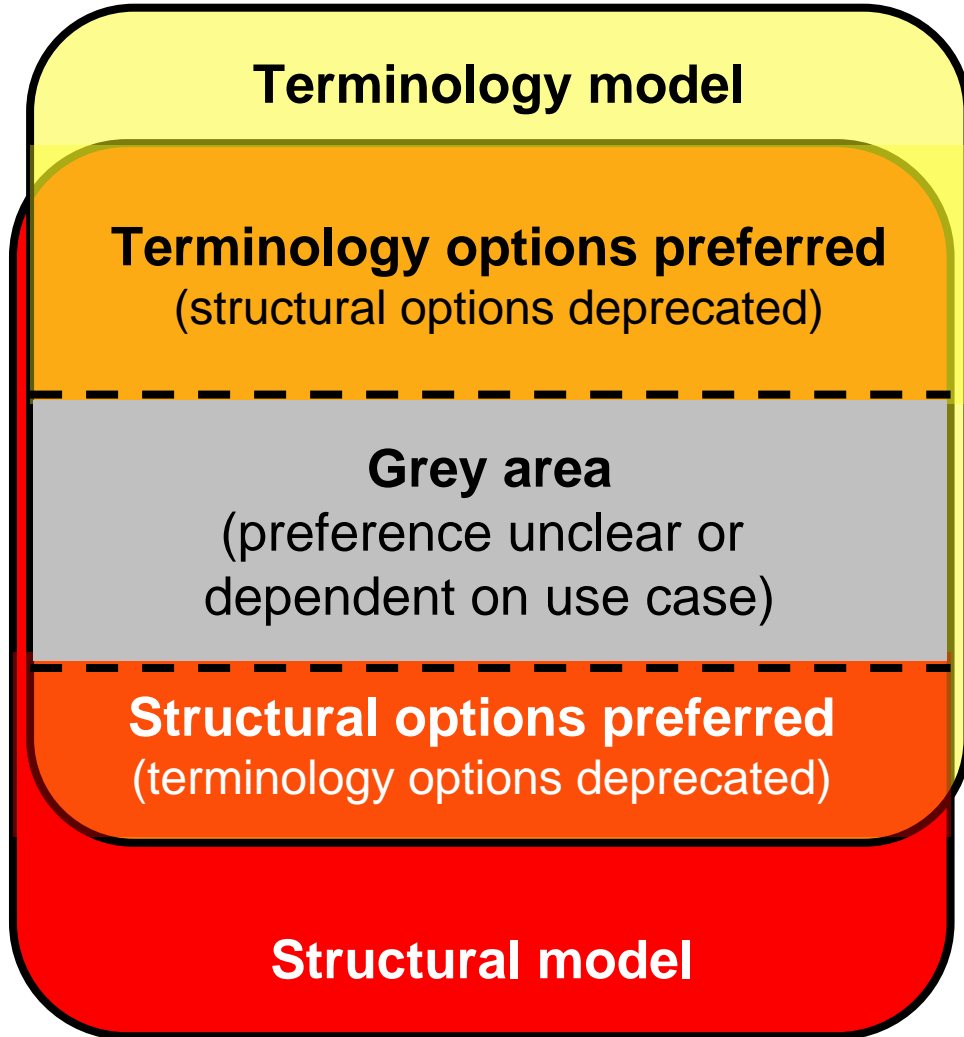 Terminology model
Terminology options preferred
(structural options deprecated)
Grey area
(preference unclear or
dependent on use case)
Structural options preferred
(terminology options deprecated)
Structural model